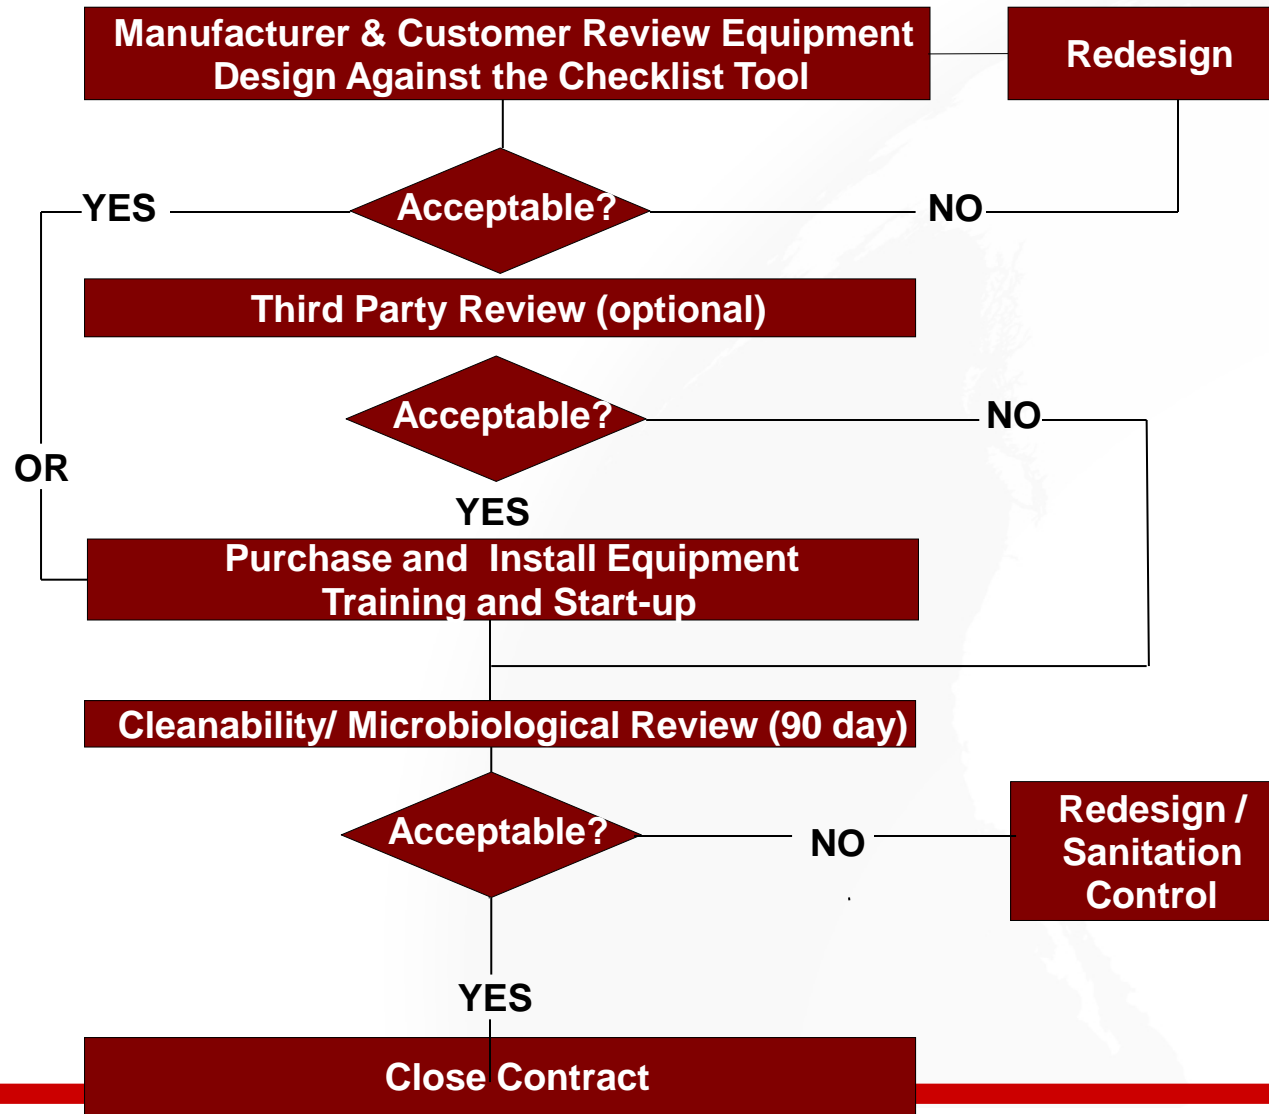 Manufacturer & Customer Review Equipment
Design Against the Checklist Tool
Redesign
Acceptable?
YES
NO
Third Party Review (optional)
Acceptable?
NO
OR
YES
Purchase and  Install Equipment
Training and Start-up
Cleanability/ Microbiological Review (90 day)
Acceptable?
NO
Redesign /
Sanitation
Control
.
YES
Close Contract